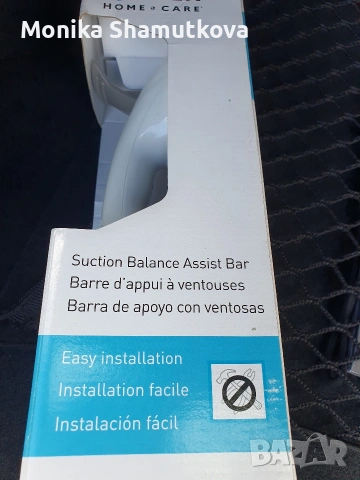 Monika Shamutkova
HOME CARE
Suction Balance Assist Bar
Barre d'appui à ventouses
Barra de apoyo con ventosas
Easy installation
Installation facile
Instalación fácil
BAZAR